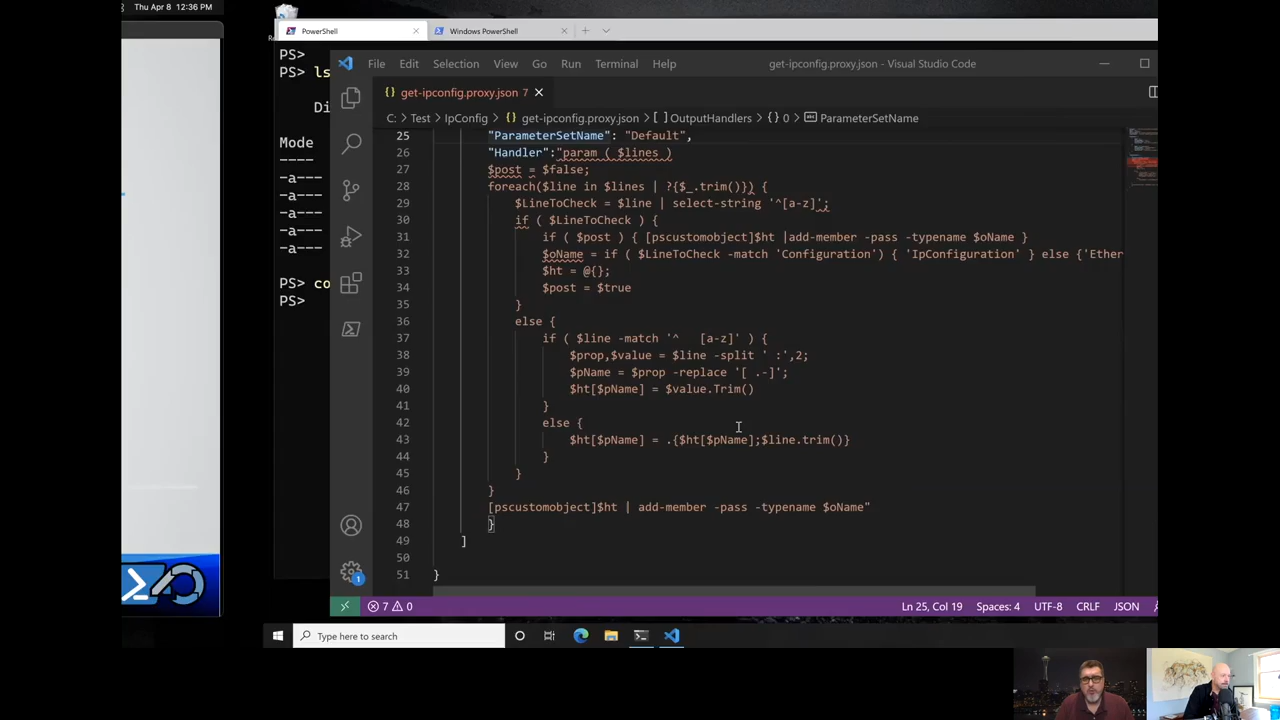 Thu Apr 8 12:36 PM
PowerShell
Windows PowerShell
PS>
PS> ls
Di
Mode
----
-a---
-a---
-a---
-a---
-a---
PS> co
PS>
File Edit Selection View Go Run Terminal Help
get-ipconfig.proxy.json - Visual Studio Code
{} get-ipconfig.proxy.json 7
C: > Test > IpConfig > {} get-ipconfig.proxy.json > [ ] OutputHandlers > {} 0 > ParameterSetName
25 "ParameterSetName": "Default",
26 "Handler":"param ( $lines )
27 $post = $false;
28 foreach($line in $lines | ?{$_.trim()}) {
29 $LineToCheck = $line | select-string '^[a-z]';
30 if ( $LineToCheck ) {
31 if ( $post ) { [pscustomobject]$ht |add-member -pass -typename $oName }
32 $oName = if ( $LineToCheck -match 'Configuration') { 'IpConfiguration' } else {'Ether
33 $ht = @{};
34 $post = $true
35 }
36 else {
37 if ( $line -match '^   [a-z]' ) {
38 $prop,$value = $line -split ' :',2;
39 $pName = $prop -replace '[ .-]';
40 $ht[$pName] = $value.Trim()
41 }
42 else {
43 $ht[$pName] = .{$ht[$pName];$line.trim()}
44 }
45 }
46 }
47 [pscustomobject]$ht | add-member -pass -typename $oName"
48 }
49 ]
50
51 }
1
7 0
Ln 25, Col 19 Spaces: 4 UTF-8 CRLF JSON
Type here to search